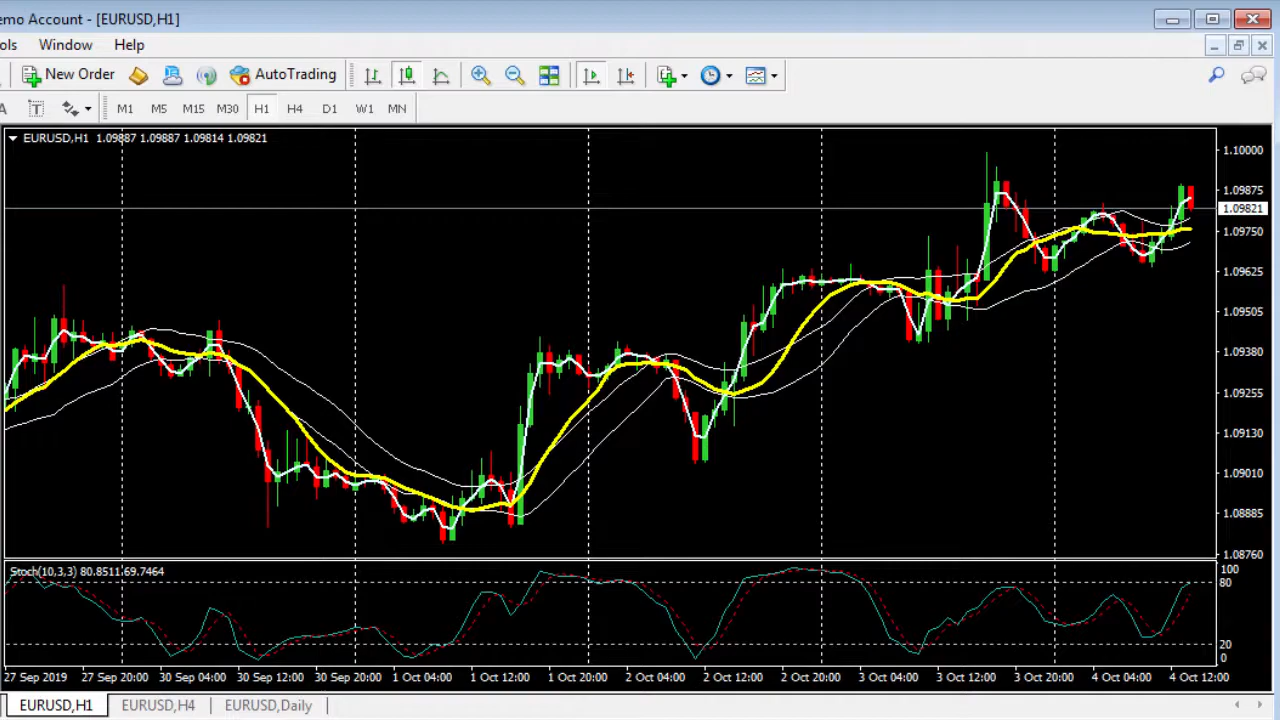 emo Account - [EURUSD,H1]
ols Window Help
New Order AutoTrading
A T M1 M5 M15 M30 H1 H4 D1 W1 MN
EURUSD,H1 1.09887 1.09887 1.09814 1.09821
1.10000
1.09875
1.09821
1.09750
1.09625
1.09505
1.09380
1.09255
1.09130
1.09010
1.08885
1.08760
Stoch(10,3,3) 80.8511 69.7464
100
80
20
0
27 Sep 2019 27 Sep 20:00 30 Sep 04:00 30 Sep 12:00 30 Sep 20:00 1 Oct 04:00 1 Oct 12:00 1 Oct 20:00 2 Oct 04:00 2 Oct 12:00 2 Oct 20:00 3 Oct 04:00 3 Oct 12:00 3 Oct 20:00 4 Oct 04:00 4 Oct 12:00
EURUSD,H1 EURUSD,H4 EURUSD,Daily